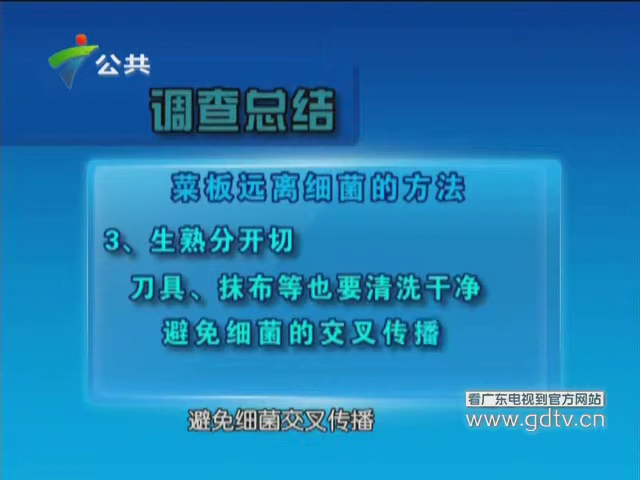 公共
调查总结
菜板远离细菌的方法
3、生熟分开切
刀具、抹布等也要清洗干净
避免细菌的交叉传播
看广东电视到官方网站
www.gdtv.cn
避免细菌交叉传播